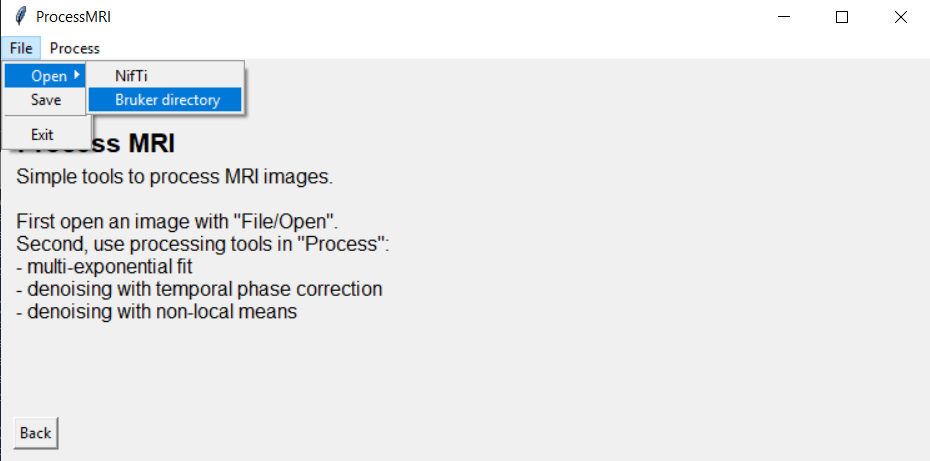 ProcessMRI
File Process
Open NifTi
Save Bruker directory
Exit
Process MRI
Simple tools to process MRI images.
First open an image with "File/Open".
Second, use processing tools in "Process":
- multi-exponential fit
- denoising with temporal phase correction
- denoising with non-local means
Back